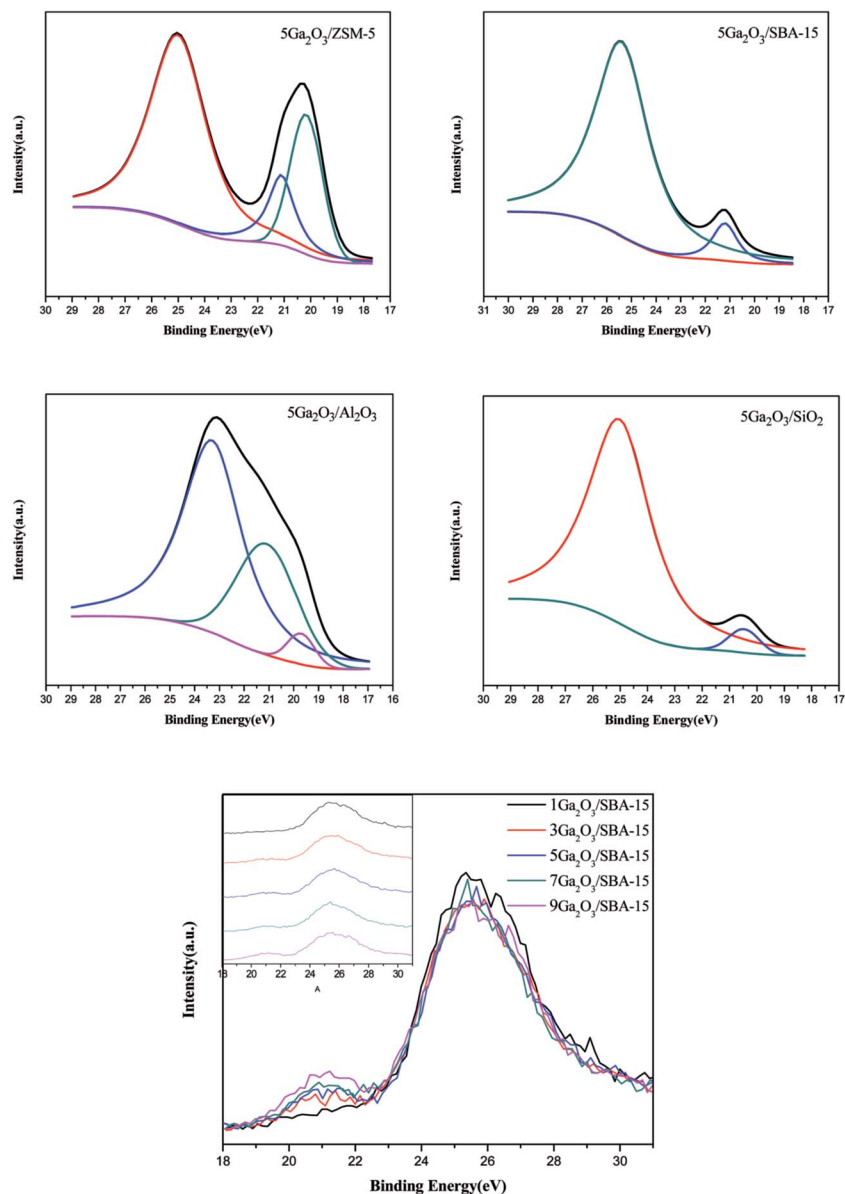 5Ga₂O₃/ZSM-5
Intensity(a.u.)
30 29 28 27 26 25 24 23 22 21 20 19 18 17
Binding Energy(eV)
5Ga₂O₃/SBA-15
Intensity(a.u.)
31 30 29 28 27 26 25 24 23 22 21 20 19 18 17
Binding Energy(eV)
5Ga₂O₃/Al₂O₃
Intensity(a.u.)
30 29 28 27 26 25 24 23 22 21 20 19 18 17 16
Binding Energy(eV)
5Ga₂O₃/SiO₂
Intensity(a.u.)
30 29 28 27 26 25 24 23 22 21 20 19 18 17
Binding Energy(eV)
1Ga₂O₃/SBA-15
3Ga₂O₃/SBA-15
5Ga₂O₃/SBA-15
7Ga₂O₃/SBA-15
9Ga₂O₃/SBA-15
18 20 22 24 26 28 30
A
Intensity(a.u.)
18 20 22 24 26 28 30
Binding Energy(eV)